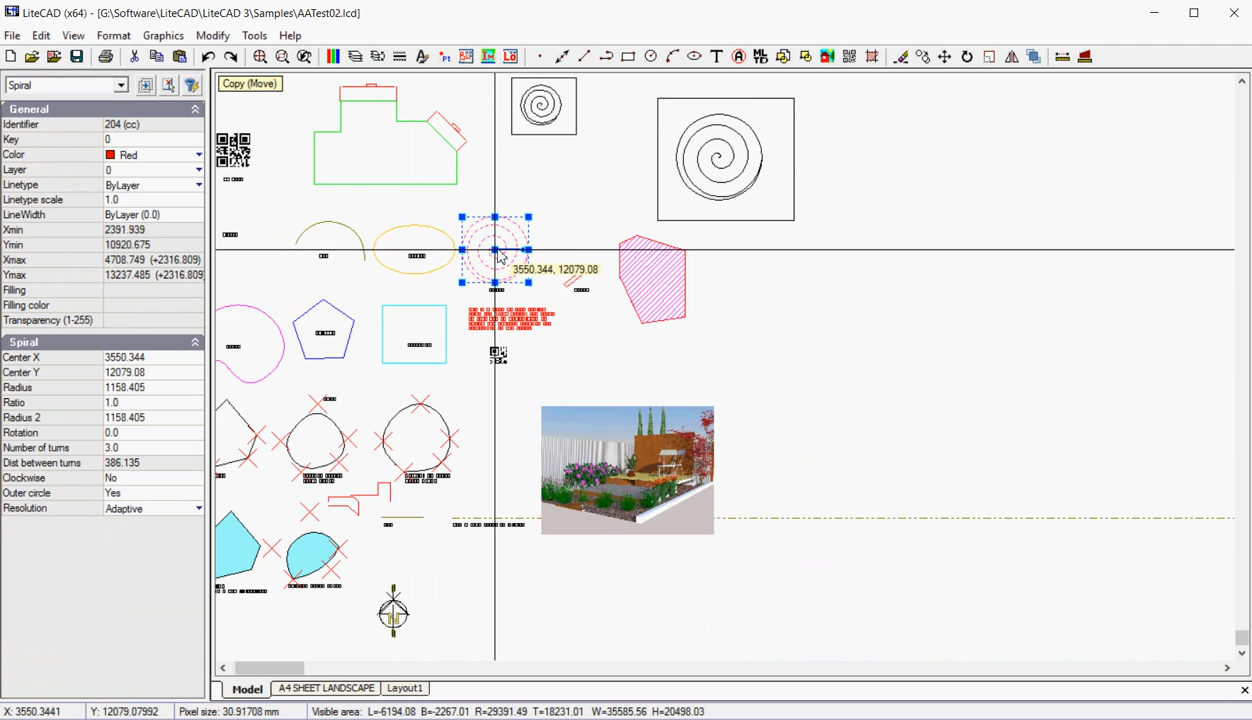 LiteCAD (x64) - [G:\Software\LiteCAD\LiteCAD 3\Samples\AATest02.lcd]
File Edit View Format Graphics Modify Tools Help
Spiral
General
Identifier 204 (cc)
Key 0
Color Red
Layer 0
Linetype ByLayer
Linetype scale 1.0
LineWidth ByLayer (0.0)
Xmin 2391.939
Ymin 10920.675
Xmax 4708.749 (+2316.809)
Ymax 13237.485 (+2316.809)
Filling
Filling color
Transparency (1-255)
Spiral
Center X 3550.344
Center Y 12079.08
Radius 1158.405
Ratio 1.0
Radius 2 1158.405
Rotation 0.0
Number of turns 3.0
Dist between turns 386.135
Clockwise No
Outer circle Yes
Resolution Adaptive
Copy (Move)
3550.344, 12079.08
N
Model A4 SHEET LANDSCAPE Layout1
X: 3550.3441 Y: 12079.07992 Pixel size: 30.91708 mm Visible area: L=-6194.08 B=-2267.01 R=29391.49 T=18231.01 W=35585.56 H=20498.03